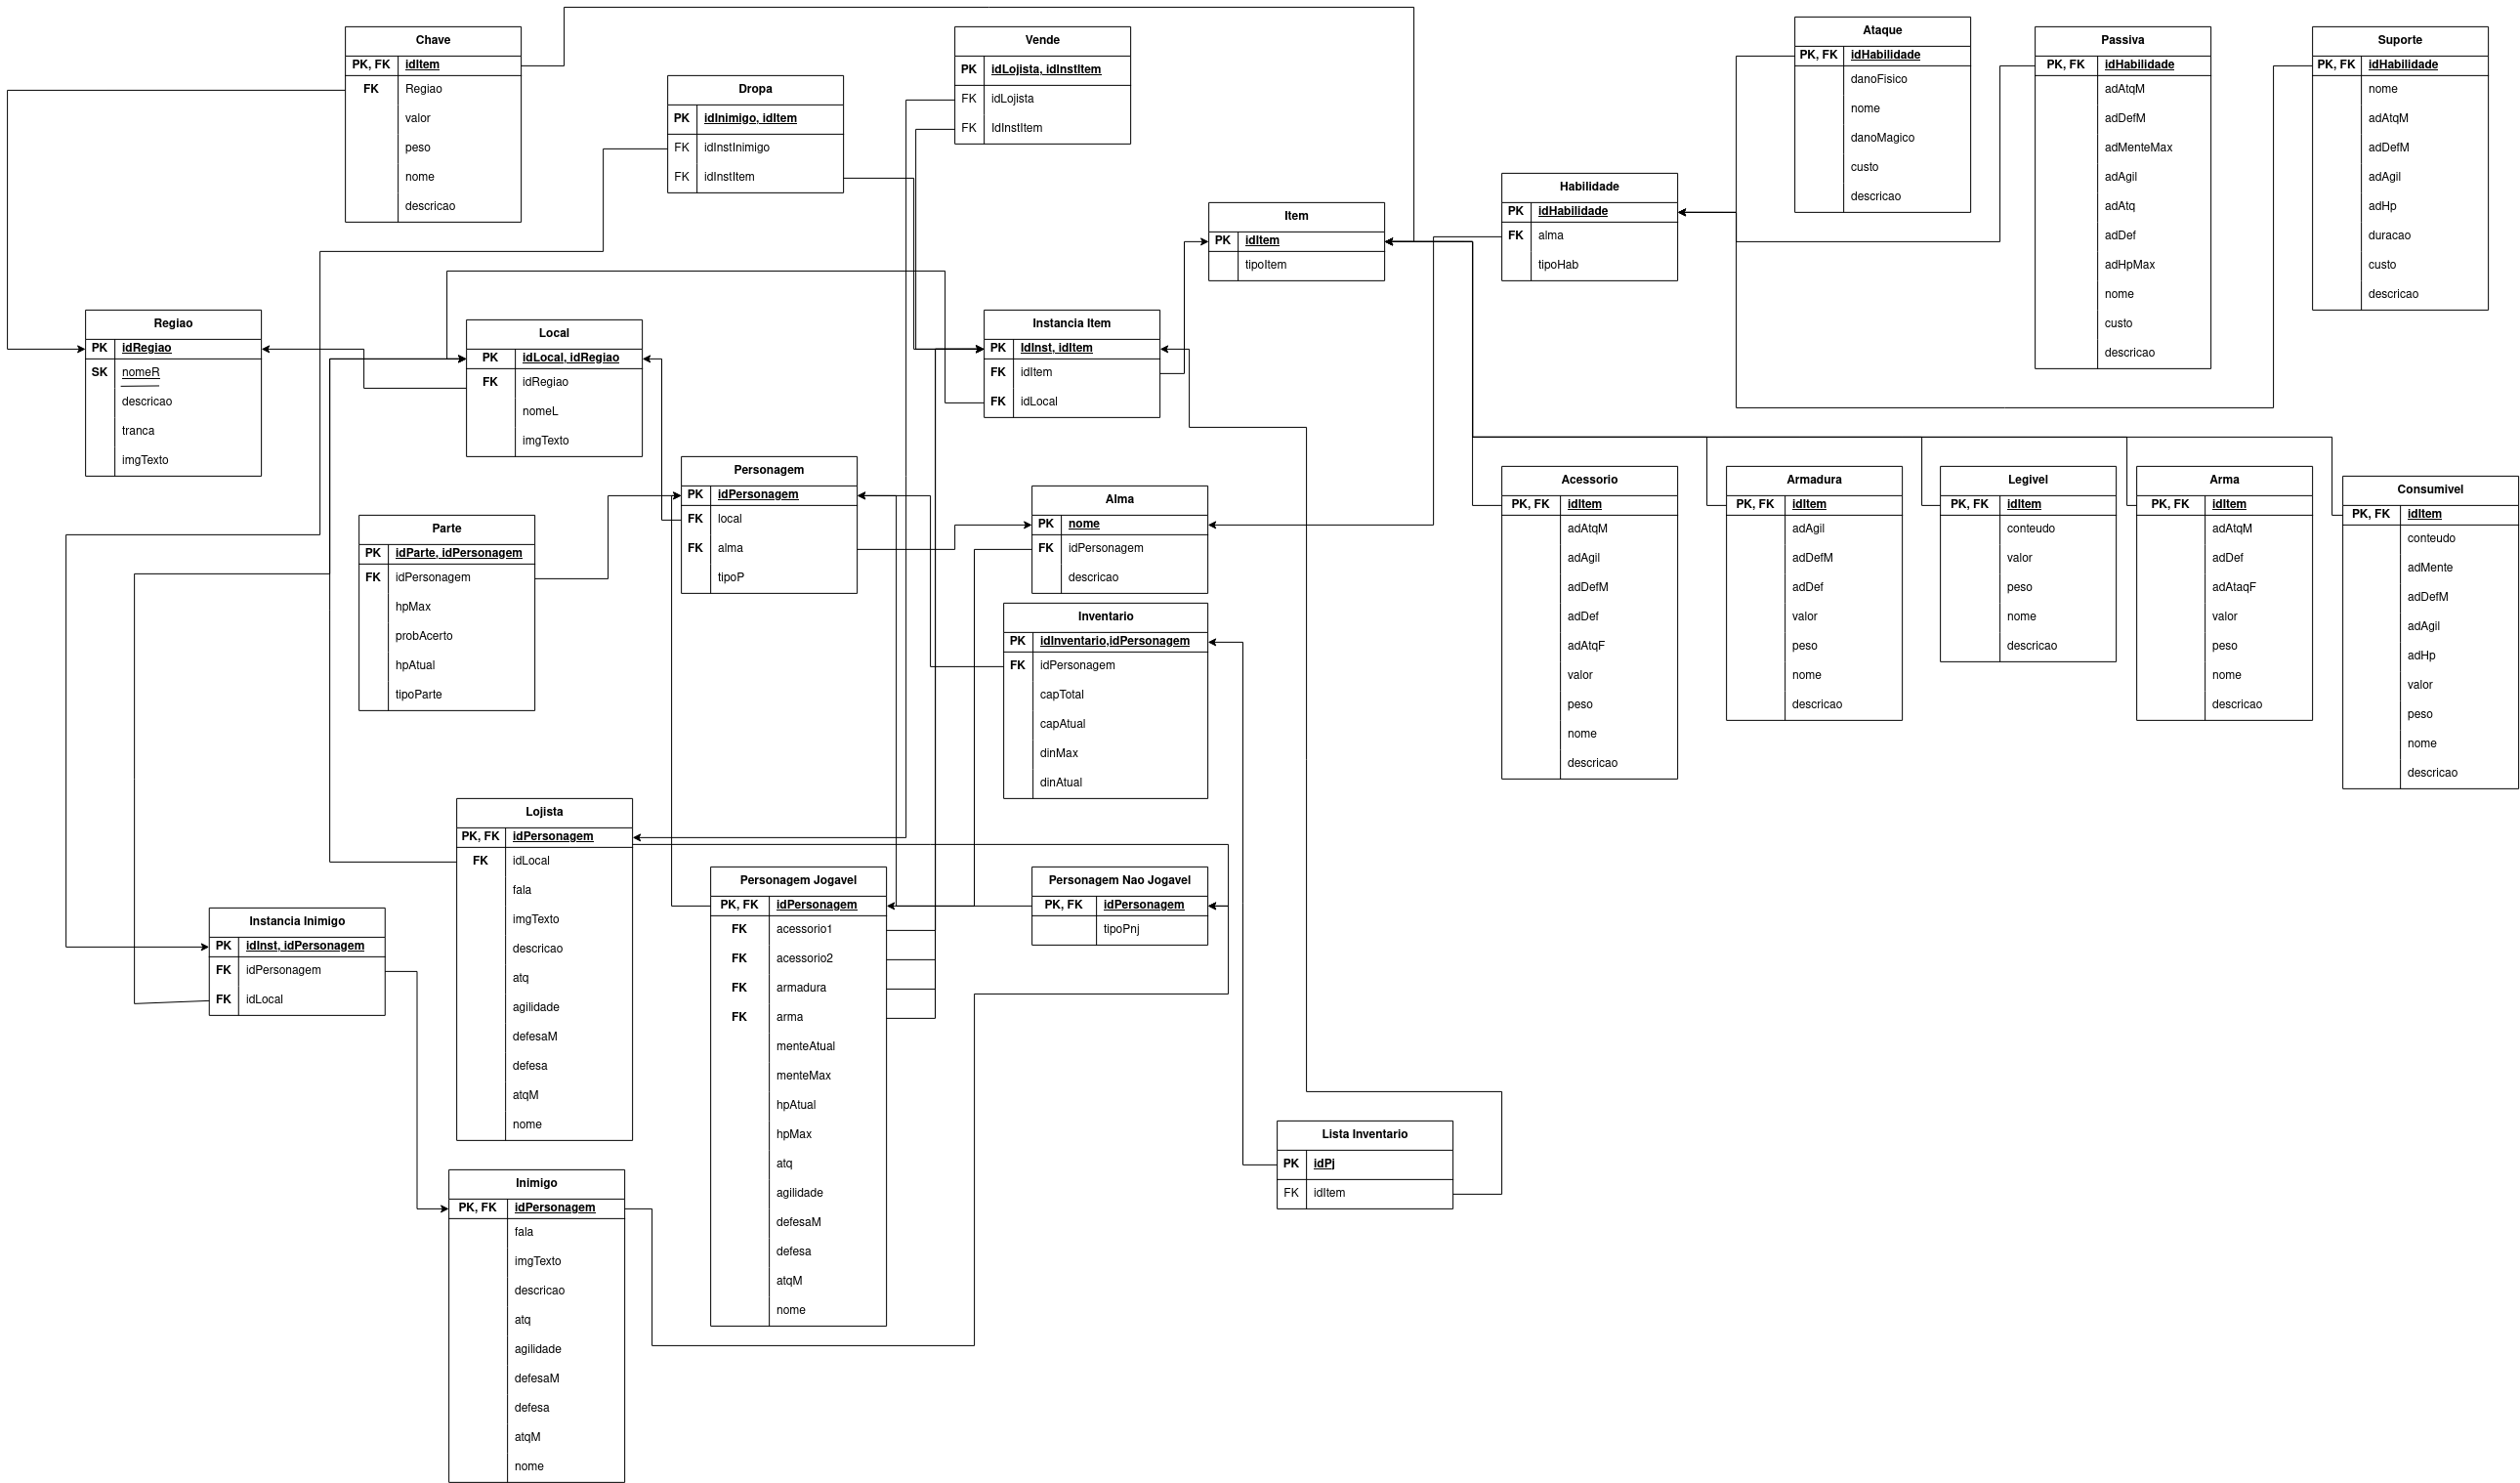 Chave
PK, FK idItem
FK Regiao
valor
peso
nome
descricao
Dropa
PK idInimigo, idItem
FK idInstInimigo
FK idInstItem
Vende
PK idLojista, idInstItem
FK idLojista
FK IdInstItem
Ataque
PK, FK idHabilidade
danoFisico
nome
danoMagico
custo
descricao
Passiva
PK, FK idHabilidade
adAtqM
adDefM
adMenteMax
adAgil
adAtq
adDef
adHpMax
nome
custo
descricao
Suporte
PK, FK idHabilidade
nome
adAtqM
adDefM
adAgil
adHp
duracao
custo
descricao
Habilidade
PK idHabilidade
FK alma
tipoHab
Item
PK idItem
tipoItem
Regiao
PK idRegiao
SK nomeR
descricao
tranca
imgTexto
Local
PK idLocal, idRegiao
FK idRegiao
nomeL
imgTexto
Instancia Item
PK IdInst, idItem
FK idItem
FK idLocal
Personagem
PK idPersonagem
FK local
FK alma
tipoP
Alma
PK nome
FK idPersonagem
descricao
Parte
PK idParte, idPersonagem
FK idPersonagem
hpMax
probAcerto
hpAtual
tipoParte
Inventario
PK idInventario,idPersonagem
FK idPersonagem
capTotal
capAtual
dinMax
dinAtual
Acessorio
PK, FK idItem
adAtqM
adAgil
adDefM
adDef
adAtqF
valor
peso
nome
descricao
Armadura
PK, FK idItem
adAgil
adDefM
adDef
valor
peso
nome
descricao
Legivel
PK, FK idItem
conteudo
valor
peso
nome
descricao
Arma
PK, FK idItem
adAtqM
adDef
adAtaqF
valor
peso
nome
descricao
Consumivel
PK, FK idItem
conteudo
adMente
adDefM
adAgil
adHp
valor
peso
nome
descricao
Lojista
PK, FK idPersonagem
FK idLocal
fala
imgTexto
descricao
atq
agilidade
defesaM
defesa
atqM
nome
Personagem Jogavel
PK, FK idPersonagem
FK acessorio1
FK acessorio2
FK armadura
FK arma
menteAtual
menteMax
hpAtual
hpMax
atq
agilidade
defesaM
defesa
atqM
nome
Personagem Nao Jogavel
PK, FK idPersonagem
tipoPnj
Instancia Inimigo
PK idInst, idPersonagem
FK idPersonagem
FK idLocal
Lista Inventario
PK idPj
FK idItem
Inimigo
PK, FK idPersonagem
fala
imgTexto
descricao
atq
agilidade
defesaM
defesa
atqM
nome